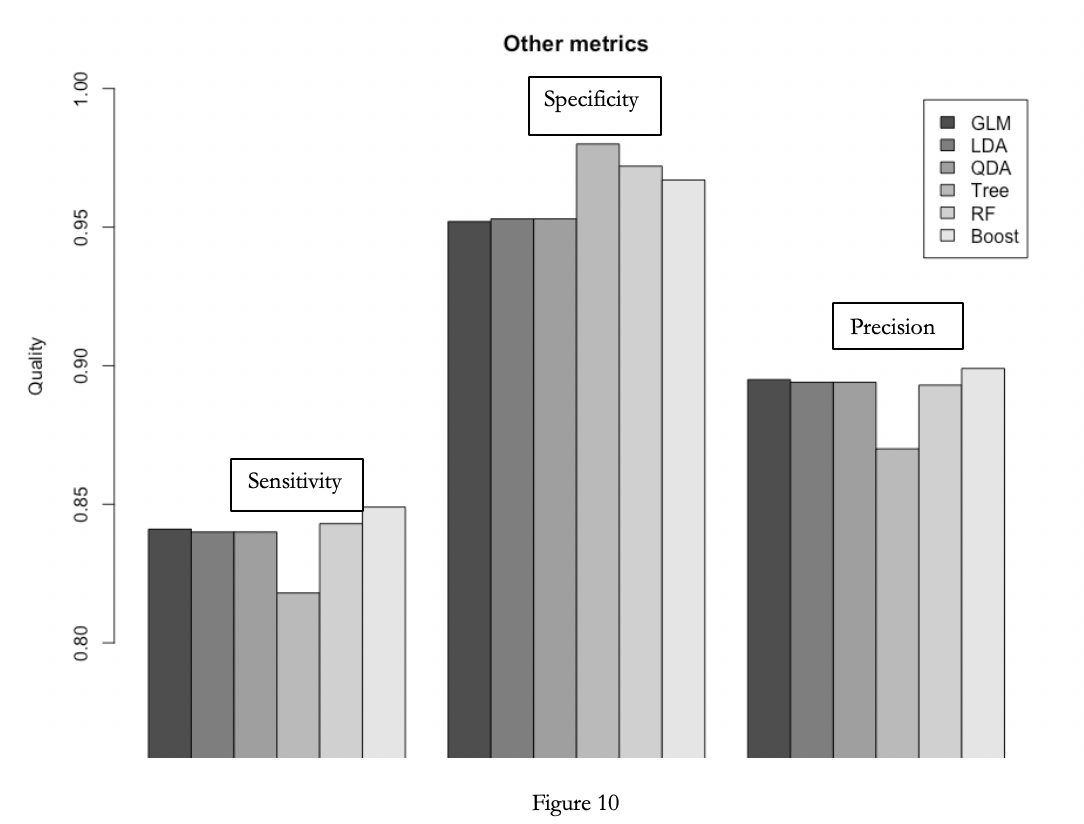 Other metrics
Specificity
Sensitivity
Precision
GLM
LDA
QDA
Tree
RF
Boost
Quality
1.00
0.95
0.90
0.85
0.80
Figure 10